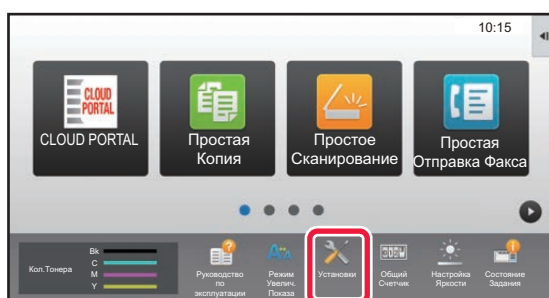 10:15
CLOUD
PORTAL
CLOUD PORTAL
Простая
Копия
Простое
Сканирование
Простая
Отправка Факса
Кол.Тонера
Bk
C
M
Y
Руководство
по
эксплуатации
Режим
Увелич.
Показа
Установки
Общий
Счетчик
Настройка
Яркости
Состояние
Задания